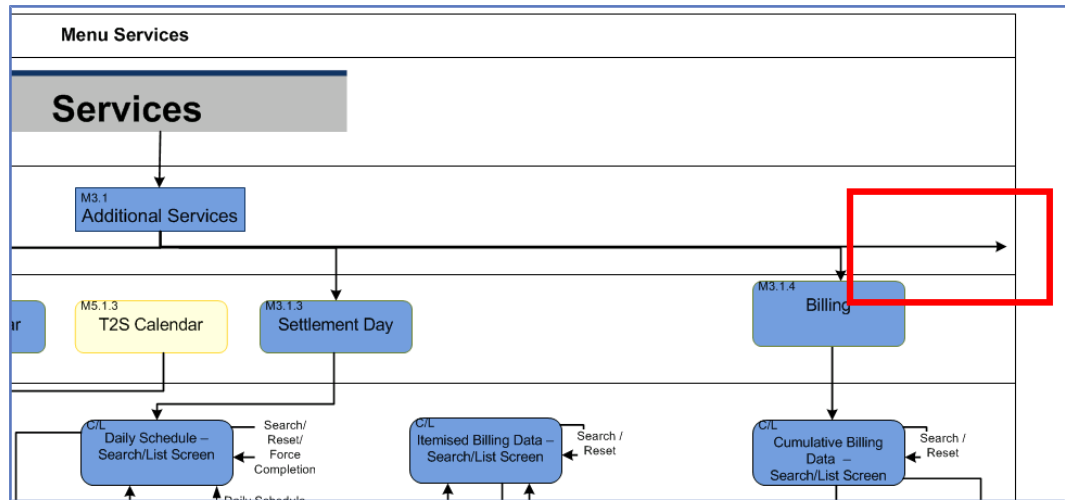 Menu Services
Services
M3.1
Additional Services
ar
M5.1.3
T2S Calendar
M3.1.3
Settlement Day
M3.1.4
Billing
C/L
Daily Schedule –
Search/List Screen
Search/
Reset/
Force
Completion
C/L
Itemised Billing Data –
Search/List Screen
Search /
Reset
C/L
Cumulative Billing
Data –
Search/List Screen
Search /
Reset
Daily Schedule